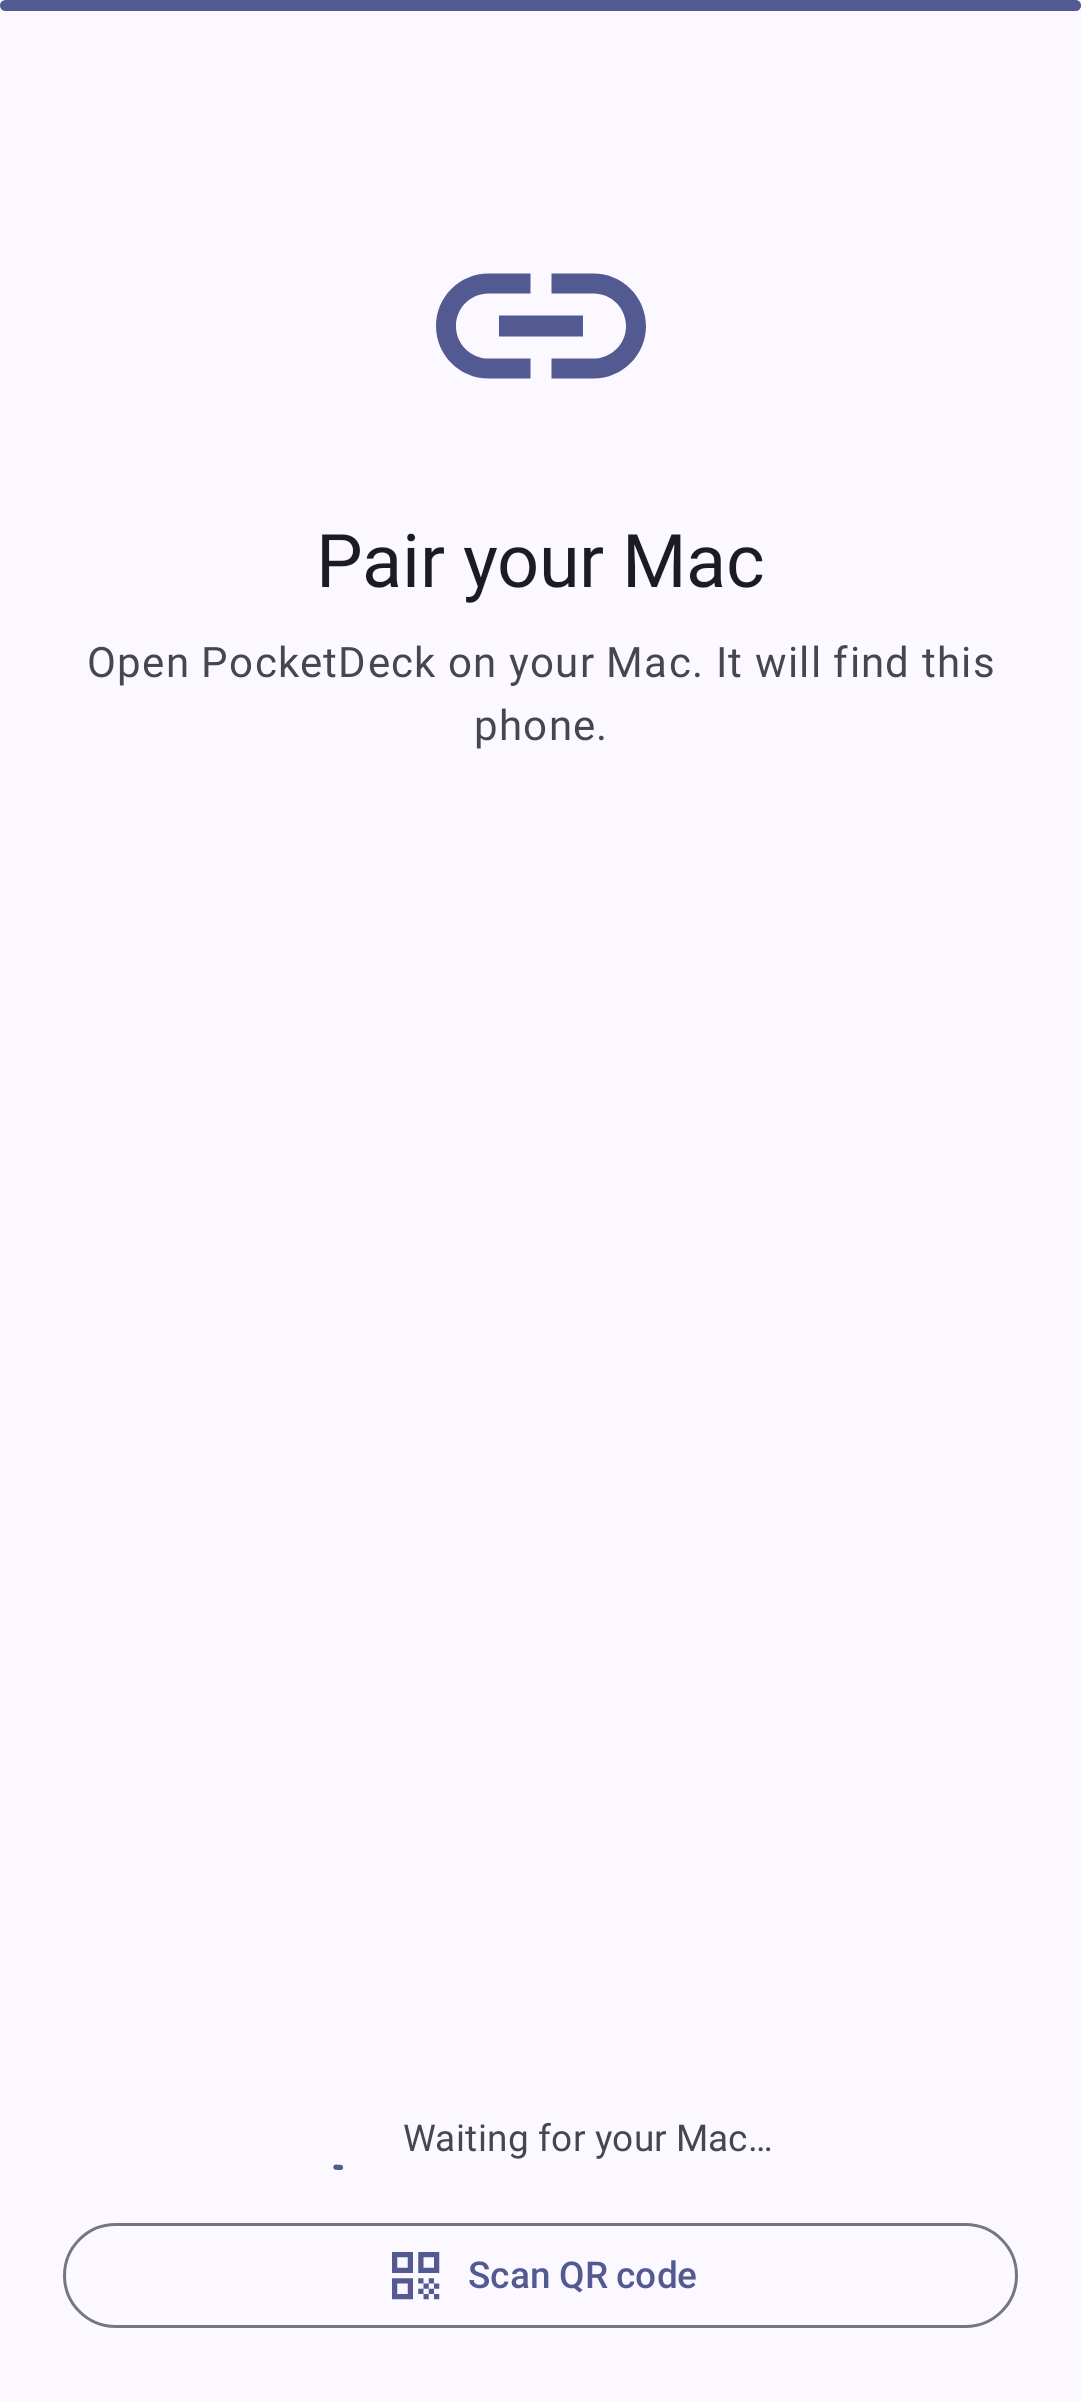 Pair your Mac
Open PocketDeck on your Mac. It will find this
phone.
Waiting for your Mac…
Scan QR code